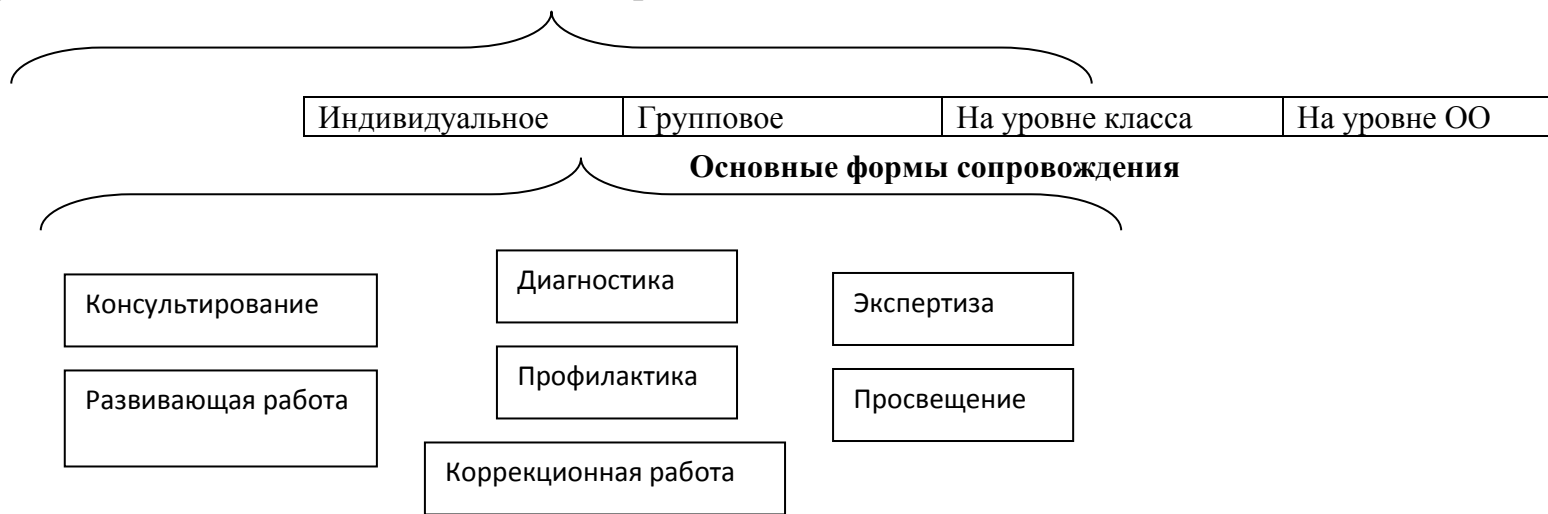 Индивидуальное Групповое На уровне класса На уровне ОО
Основные формы сопровождения
Консультирование
Диагностика
Экспертиза
Развивающая работа
Профилактика
Просвещение
Коррекционная работа